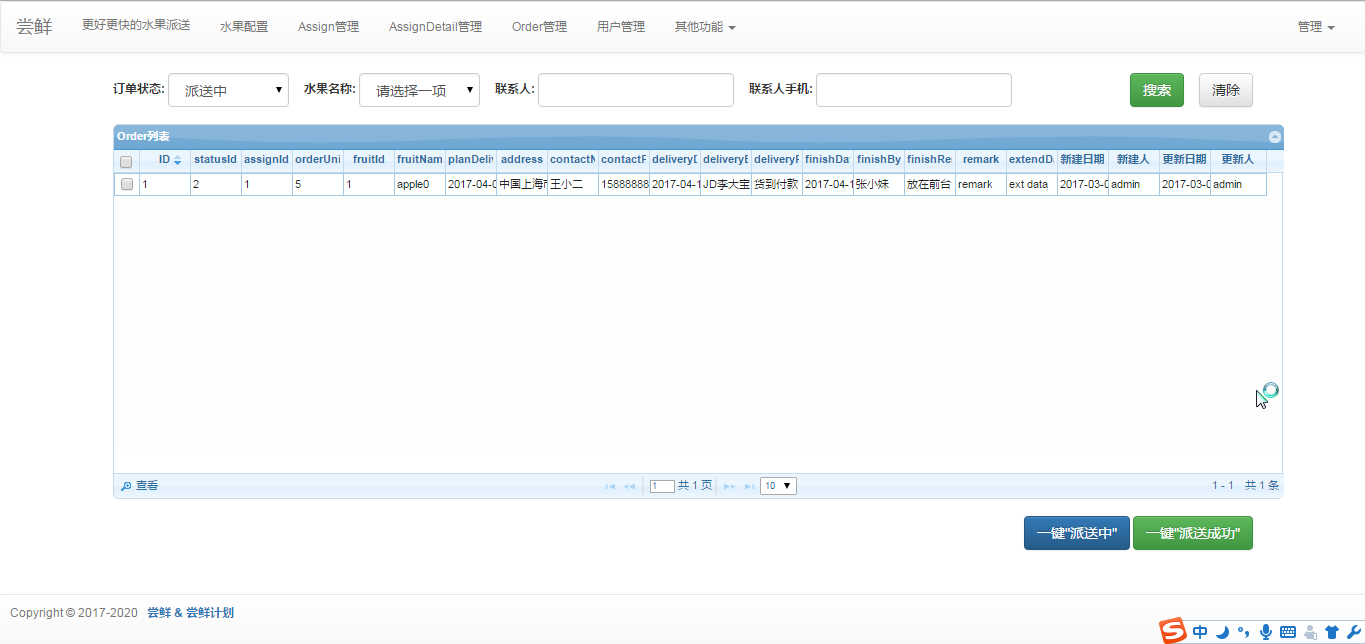 尝鲜 更好更快的水果派送 水果配置 Assign管理 AssignDetail管理 Order管理 用户管理 其他功能 管理
订单状态: 派送中 水果名称: 请选择一项 联系人: 联系人手机: 搜索 清除
Order列表
ID statusId assignId orderUni fruitId fruitNam planDeliv address contactN contactP deliveryD deliveryB deliveryR finishDat finishBy finishRe remark extendDa 新建日期 新建人 更新日期 更新人
1 2 1 5 1 apple0 2017-04-0 中国上海市 王小二 15888888 2017-04-1 JD李大宝 货到付款 2017-04-1 张小妹 放在前台 remark ext data 2017-03-0 admin 2017-03-0 admin
查看 1 共 1 页 10 1 - 1 共 1 条
一键"派送中" 一键"派送成功"
Copyright © 2017-2020 尝鲜 & 尝鲜计划
S 中